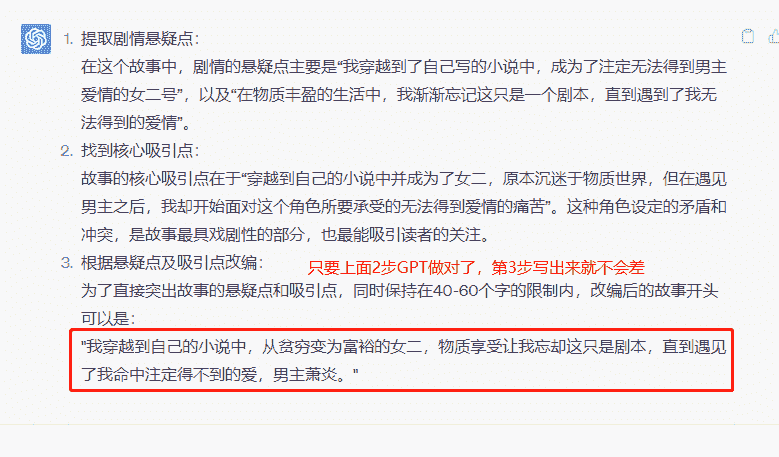 1. 提取剧情悬疑点：
在这个故事中，剧情的悬疑点主要是“我穿越到了自己写的小说中，成为了注定无法得到男主
爱情的女二号”，以及“在物质丰盈的生活中，我渐渐忘记这只是一个剧本，直到遇到了我无
法得到的爱情”。
2. 找到核心吸引点：
故事的核心吸引点在于“穿越到自己的小说中并成为了女二，原本沉迷于物质世界，但在遇见
男主之后，我却开始面对这个角色所要承受的无法得到爱情的痛苦”。这种角色设定的矛盾和
冲突，是故事最具戏剧性的部分，也最能吸引读者的关注。
3. 根据悬疑点及吸引点改编：
只要上面2步GPT做对了，第3步写出来就不会差
为了直接突出故事的悬疑点和吸引点，同时保持在40-60个字的限制内，改编后的故事开头
可以是：
"我穿越到自己的小说中，从贫穷变为富裕的女二，物质享受让我忘却这只是剧本，直到遇见
了我命中注定得不到的爱，男主萧炎。"